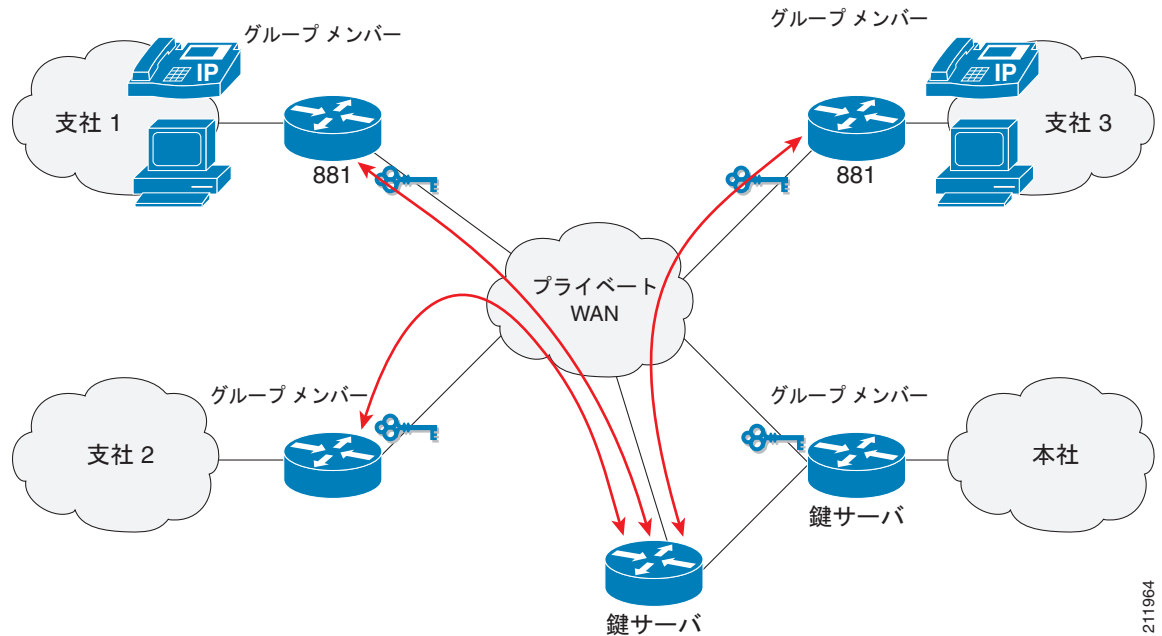 グループ メンバー
グループ メンバー
IP
IP
支社 1
支社 3
881
881
プライベート
WAN
グループ メンバー
グループ メンバー
支社 2
本社
鍵サーバ
鍵サーバ
211964